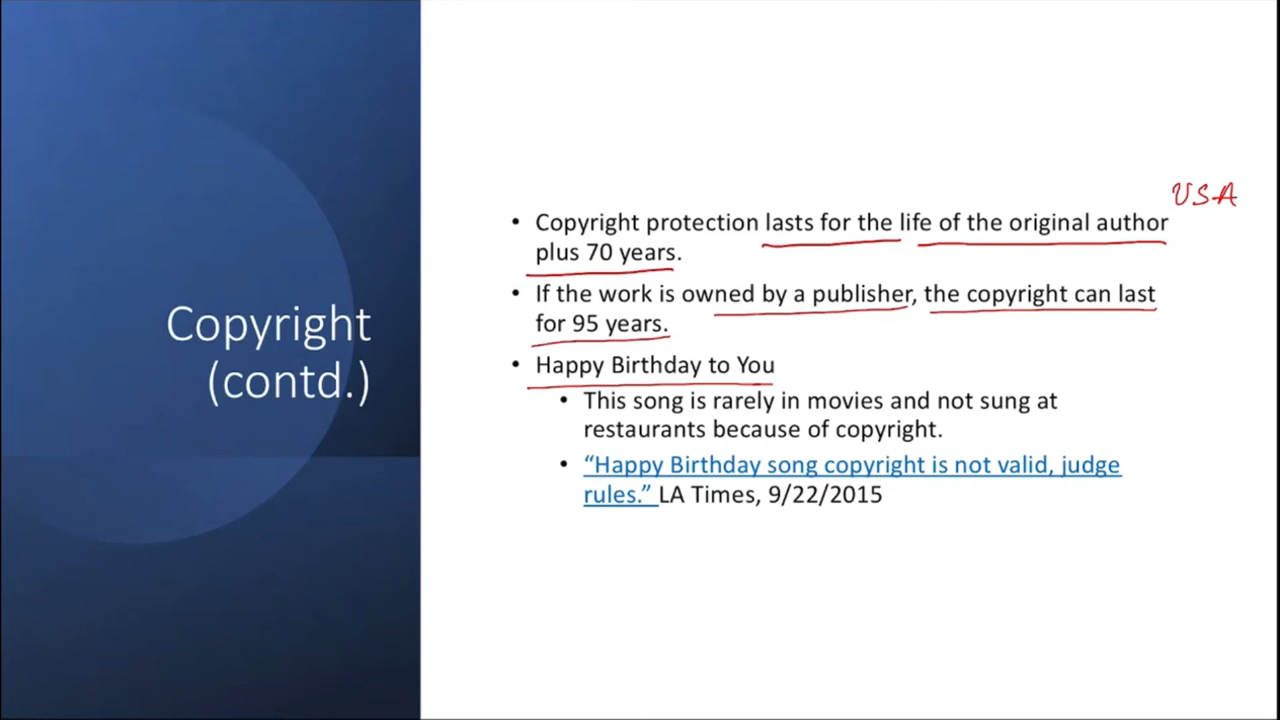 Copyright
(contd.)
USA
• Copyright protection lasts for the life of the original author
plus 70 years.
• If the work is owned by a publisher, the copyright can last
for 95 years.
• Happy Birthday to You
• This song is rarely in movies and not sung at
restaurants because of copyright.
• “Happy Birthday song copyright is not valid, judge
rules.” LA Times, 9/22/2015